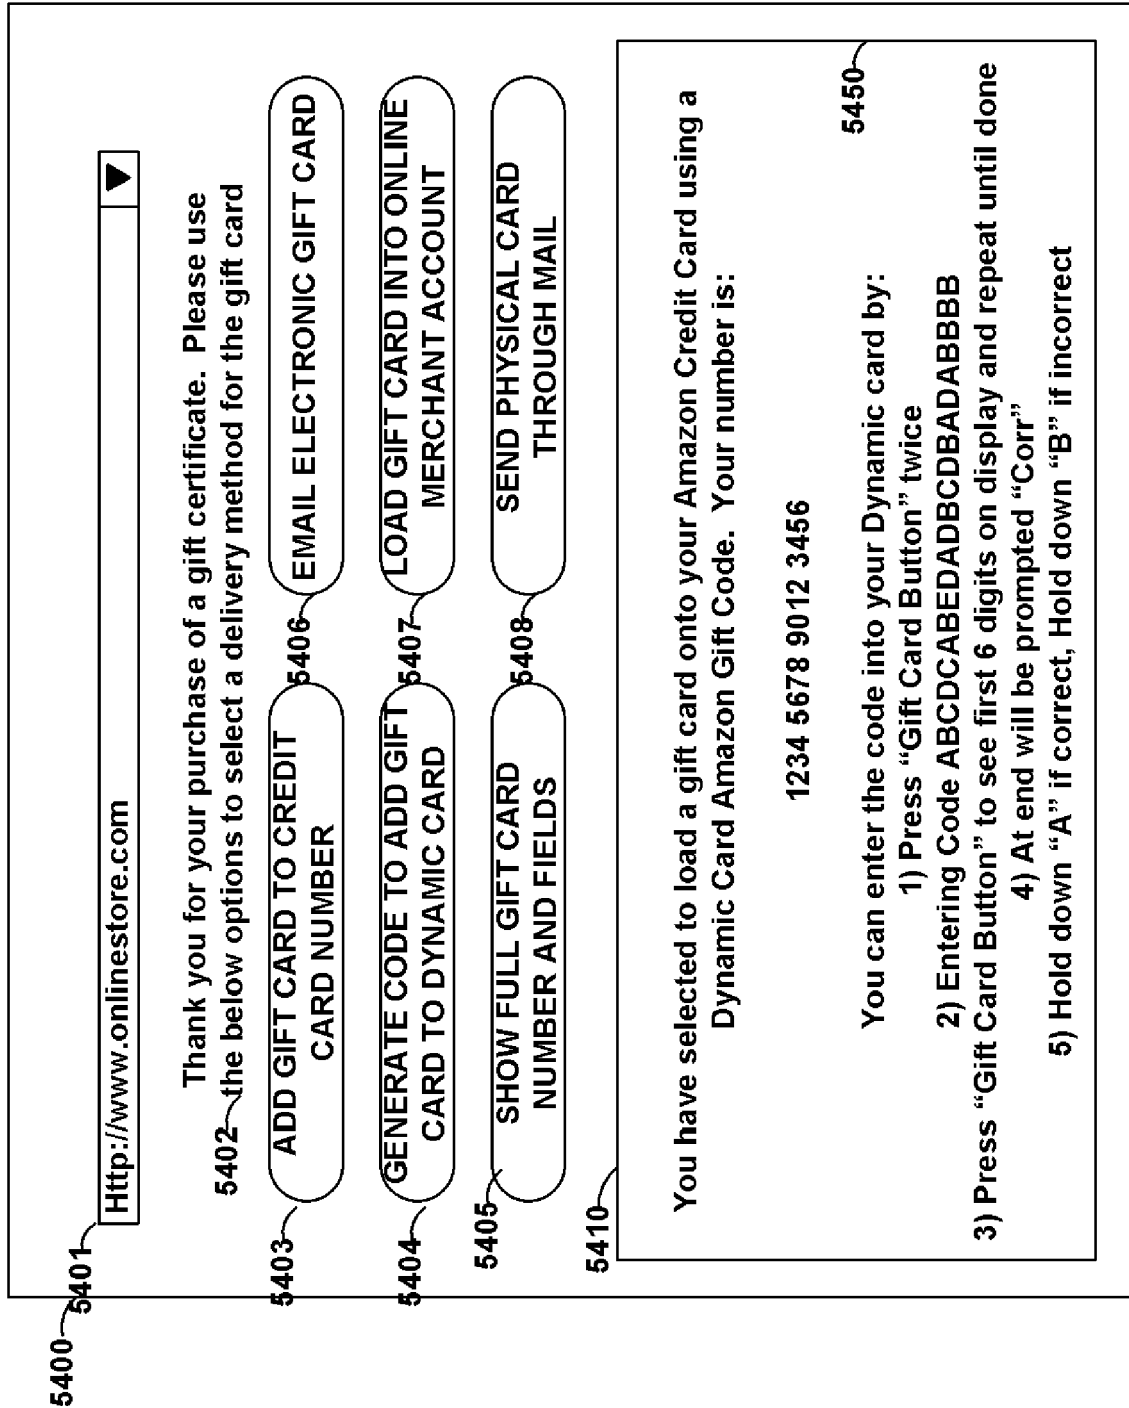 5400
5401
Http://www.onlinestore.com
Thank you for your purchase of a gift certificate. Please use
5402
the below options to select a delivery method for the gift card
5403
ADD GIFT CARD TO CREDIT
CARD NUMBER
5406
EMAIL ELECTRONIC GIFT CARD
5404
GENERATE CODE TO ADD GIFT
CARD TO DYNAMIC CARD
5407
LOAD GIFT CARD INTO ONLINE
MERCHANT ACCOUNT
5405
SHOW FULL GIFT CARD
NUMBER AND FIELDS
5408
SEND PHYSICAL CARD
THROUGH MAIL
5410
You have selected to load a gift card onto your Amazon Credit Card using a
Dynamic Card Amazon Gift Code. Your number is:
1234 5678 9012 3456
5450
You can enter the code into your Dynamic card by:
1) Press “Gift Card Button” twice
2) Entering Code ABCDCABEDADBCDBADABBBB
3) Press “Gift Card Button” to see first 6 digits on display and repeat until done
4) At end will be prompted “Corr”
5) Hold down “A” if correct, Hold down “B” if incorrect